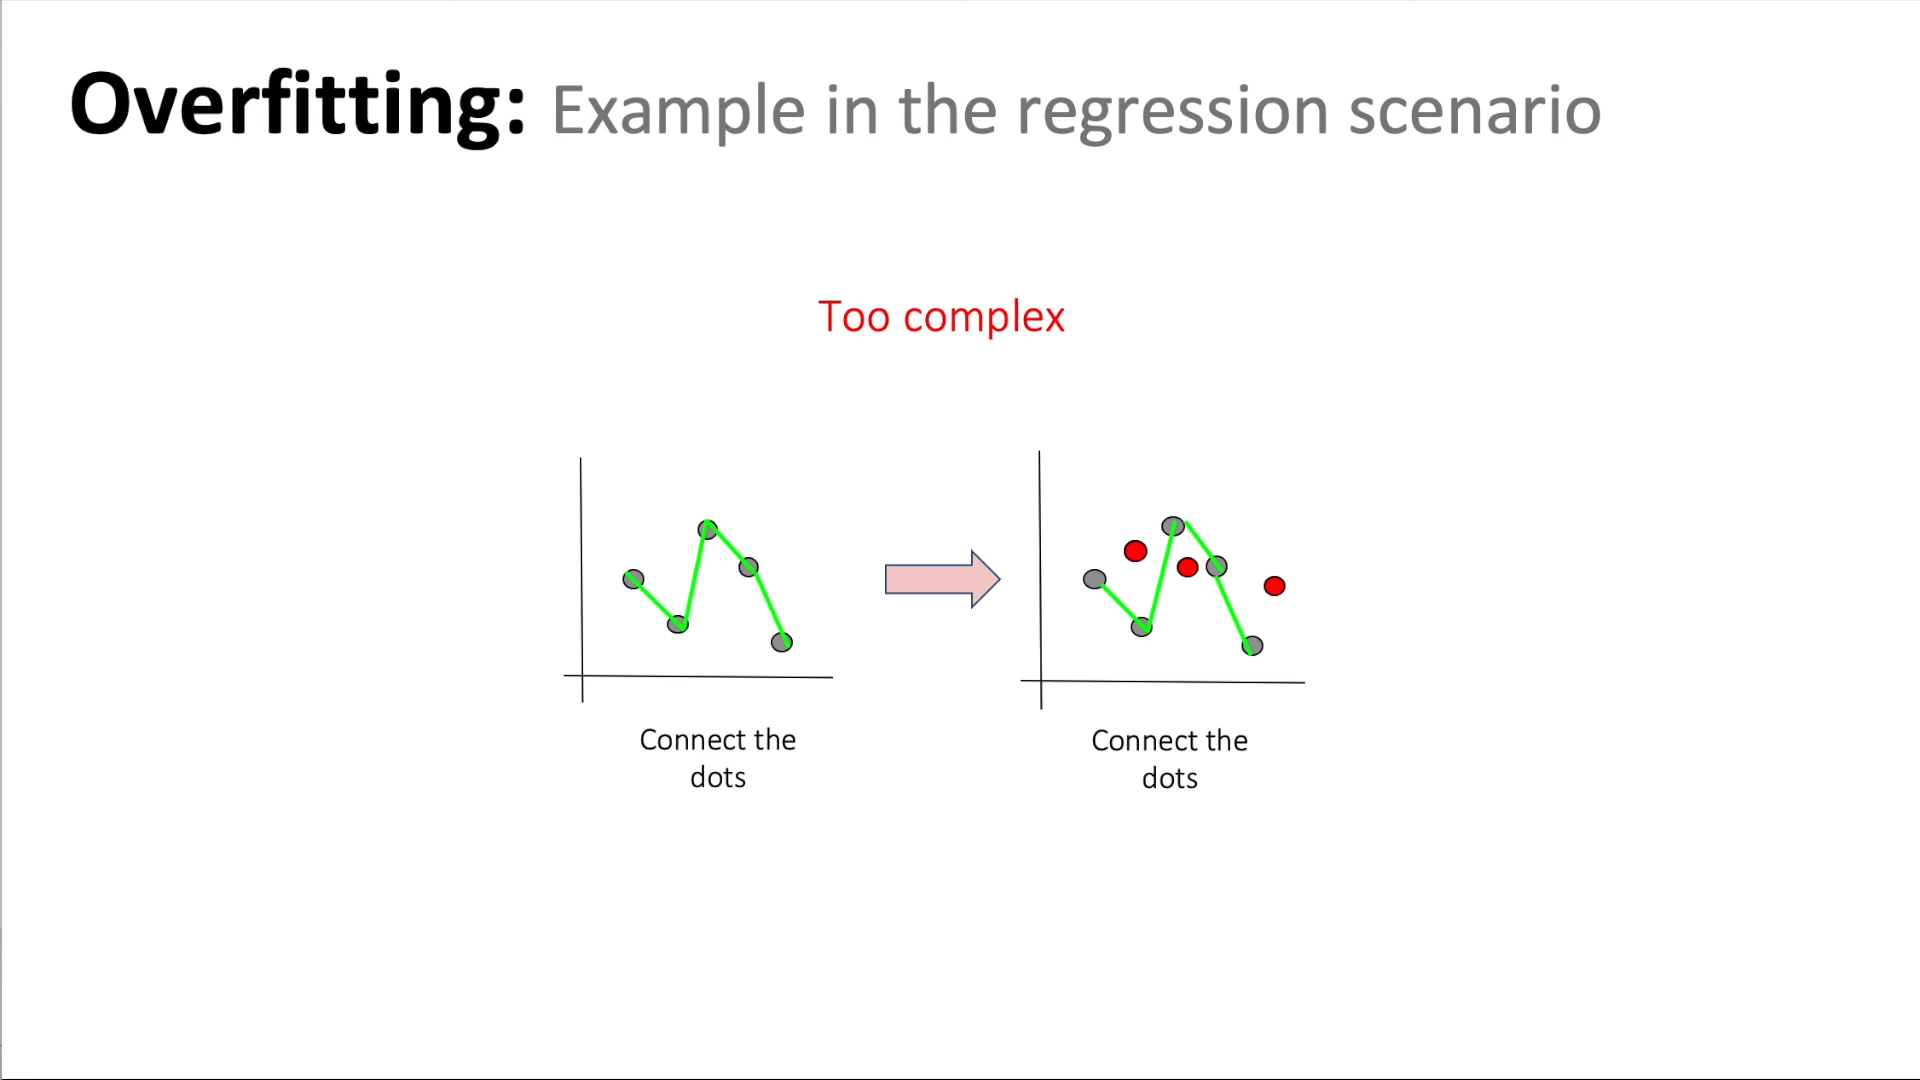 Overfitting: Example in the regression scenario
Too complex
Connect the
dots
Connect the
dots